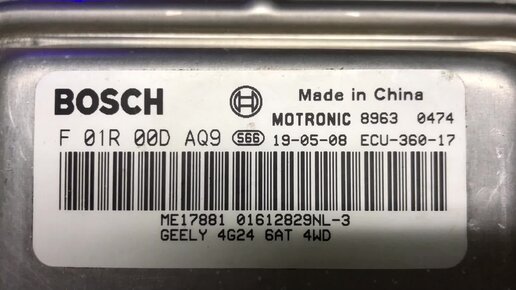 BOSCH
Made in China
MOTRONIC 8963 0474
F 01R 00D AQ9 566 19-05-08 ECU-360-17
ME17881 01612829NL-3
GEELY 4G24 6AT 4WD